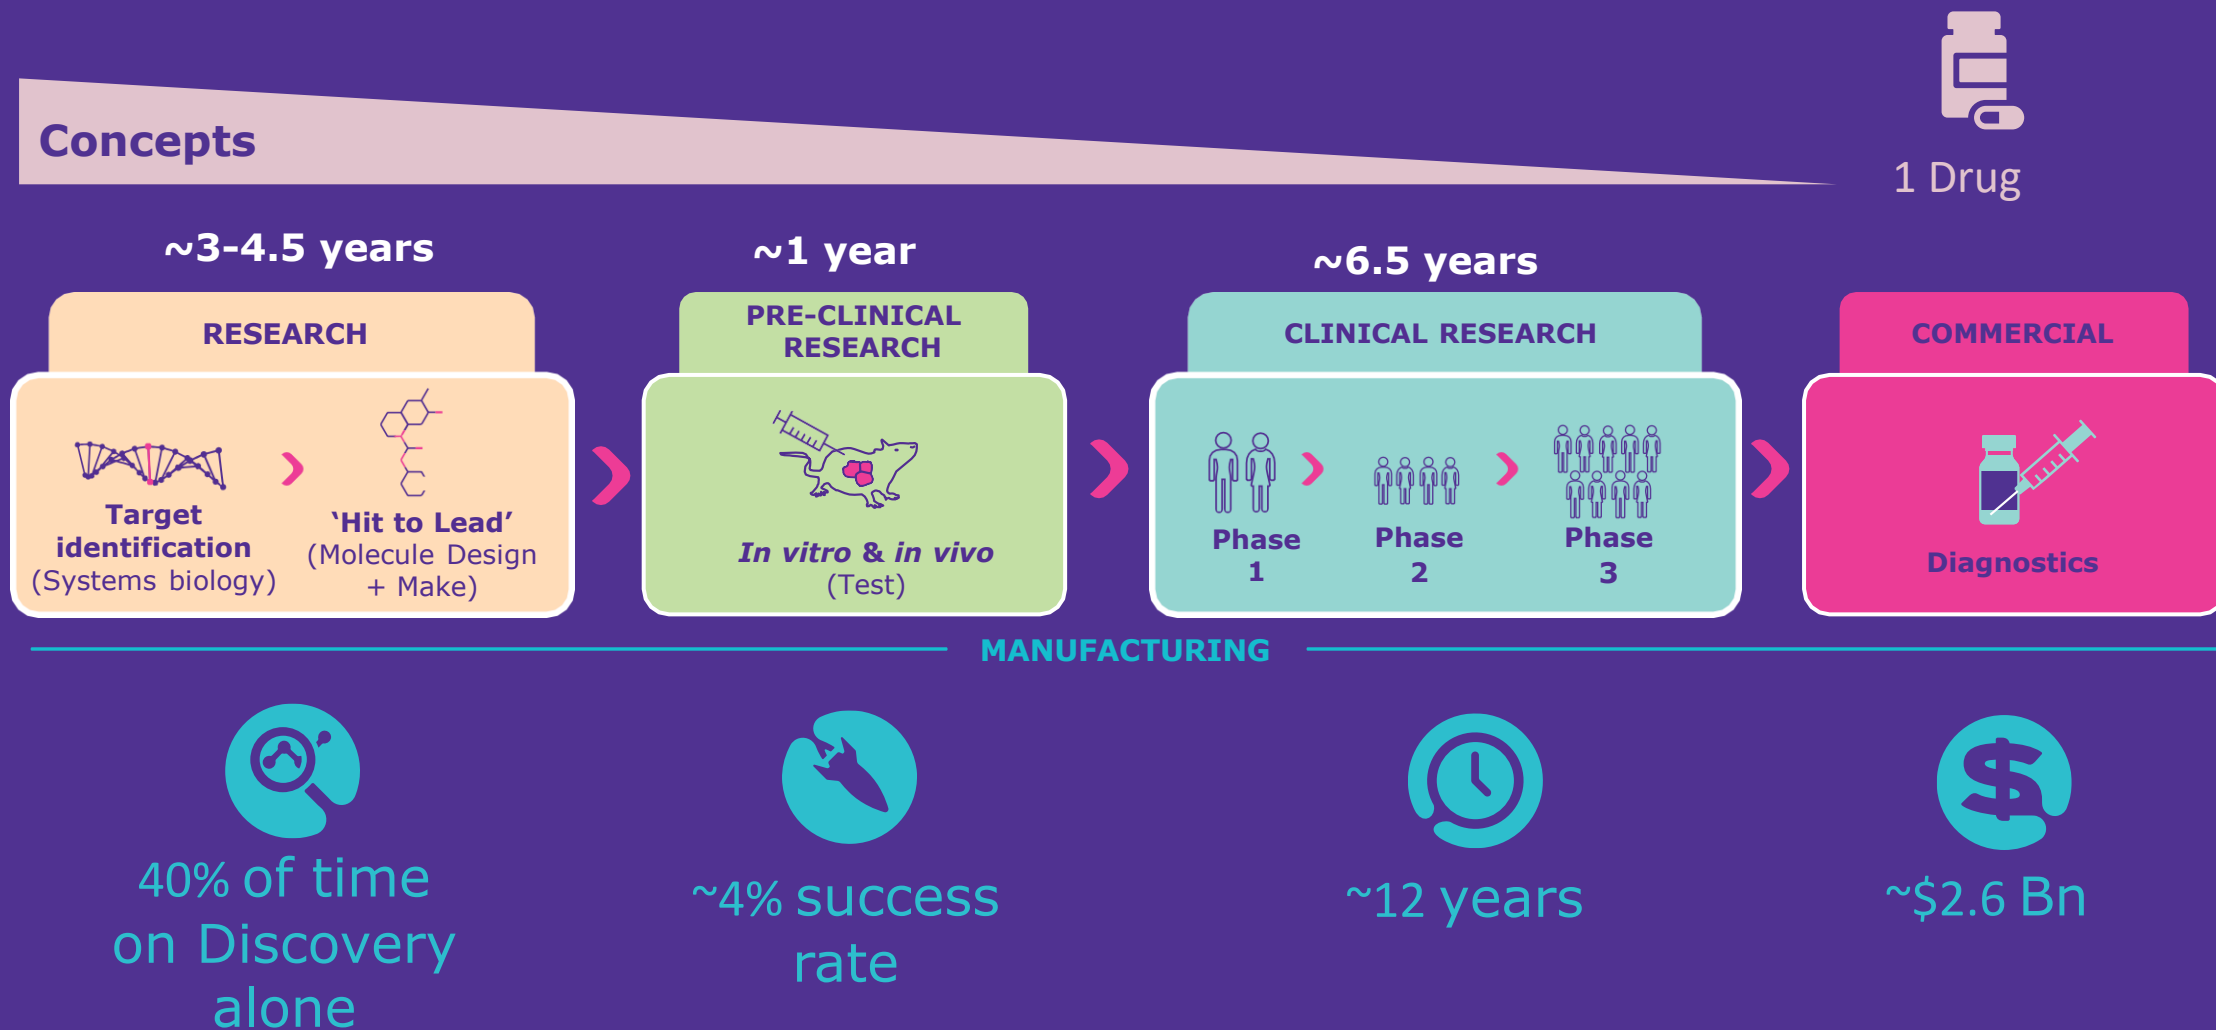 Concepts
1 Drug
~3-4.5 years
~1 year
~6.5 years
RESEARCH
PRE-CLINICAL
RESEARCH
CLINICAL RESEARCH
COMMERCIAL
Target
identification
(Systems biology)
‘Hit to Lead’
(Molecule Design
+ Make)
In vitro & in vivo
(Test)
Phase
1
Phase
2
Phase
3
Diagnostics
MANUFACTURING
40% of time
on Discovery
alone
~4% success
rate
~12 years
~$2.6 Bn